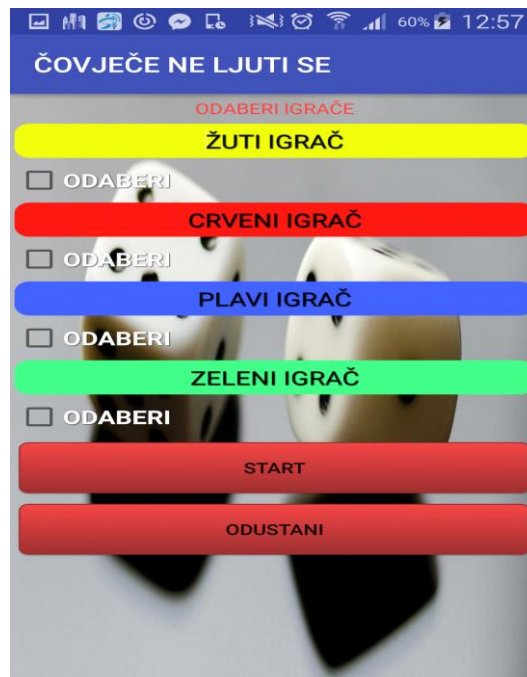 60% 12:57
ČOVJEČE NE LJUTI SE
ODABERI IGRAČE
ŽUTI IGRAČ
ODABERI
CRVENI IGRAČ
ODABERI
PLAVI IGRAČ
ODABERI
ZELENI IGRAČ
ODABERI
START
ODUSTANI